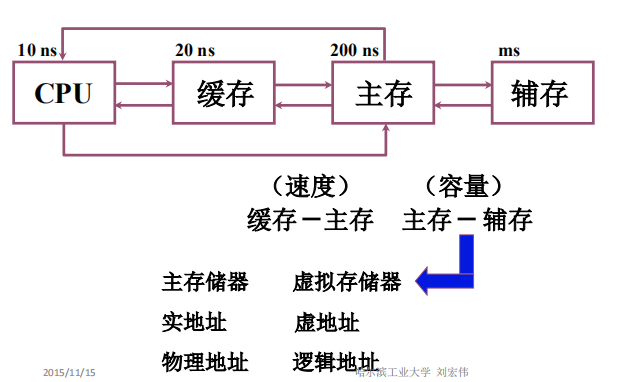 10 ns 20 ns 200 ns ms
CPU 缓存 主存 辅存
（速度） （容量）
缓存－主存 主存－辅存
主存储器 虚拟存储器
实地址 虚地址
物理地址 逻辑地址
2015/11/15 哈尔滨工业大学 刘宏伟